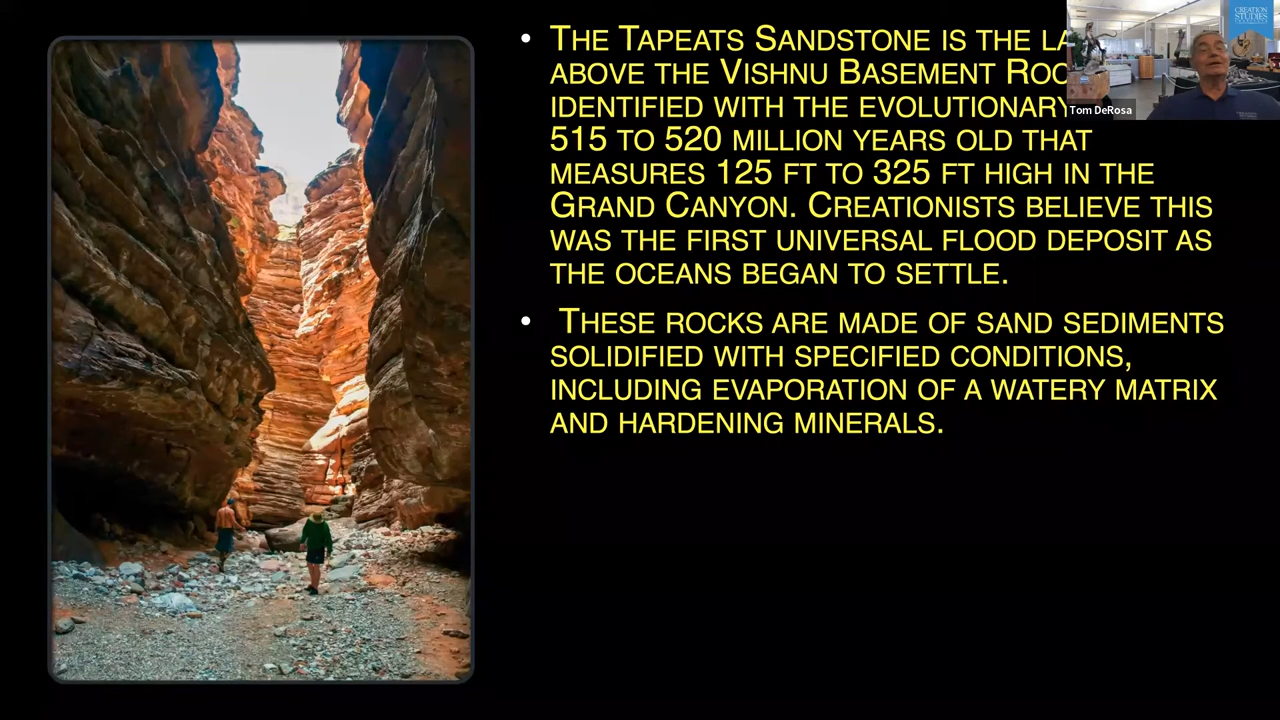 • THE TAPEATS SANDSTONE IS THE
ABOVE THE VISHNU BASEMENT
IDENTIFIED WITH THE EVOLUTIONARY
515 TO 520 MILLION YEARS OLD THAT
MEASURES 125 FT TO 325 FT HIGH IN THE
GRAND CANYON. CREATIONISTS BELIEVE THIS
WAS THE FIRST UNIVERSAL FLOOD DEPOSIT AS
THE OCEANS BEGAN TO SETTLE.
• THESE ROCKS ARE MADE OF SAND SEDIMENTS
SOLIDIFIED WITH SPECIFIED CONDITIONS,
INCLUDING EVAPORATION OF A WATERY MATRIX
AND HARDENING MINERALS.
CREATION
STUDIES
Tom DeRosa